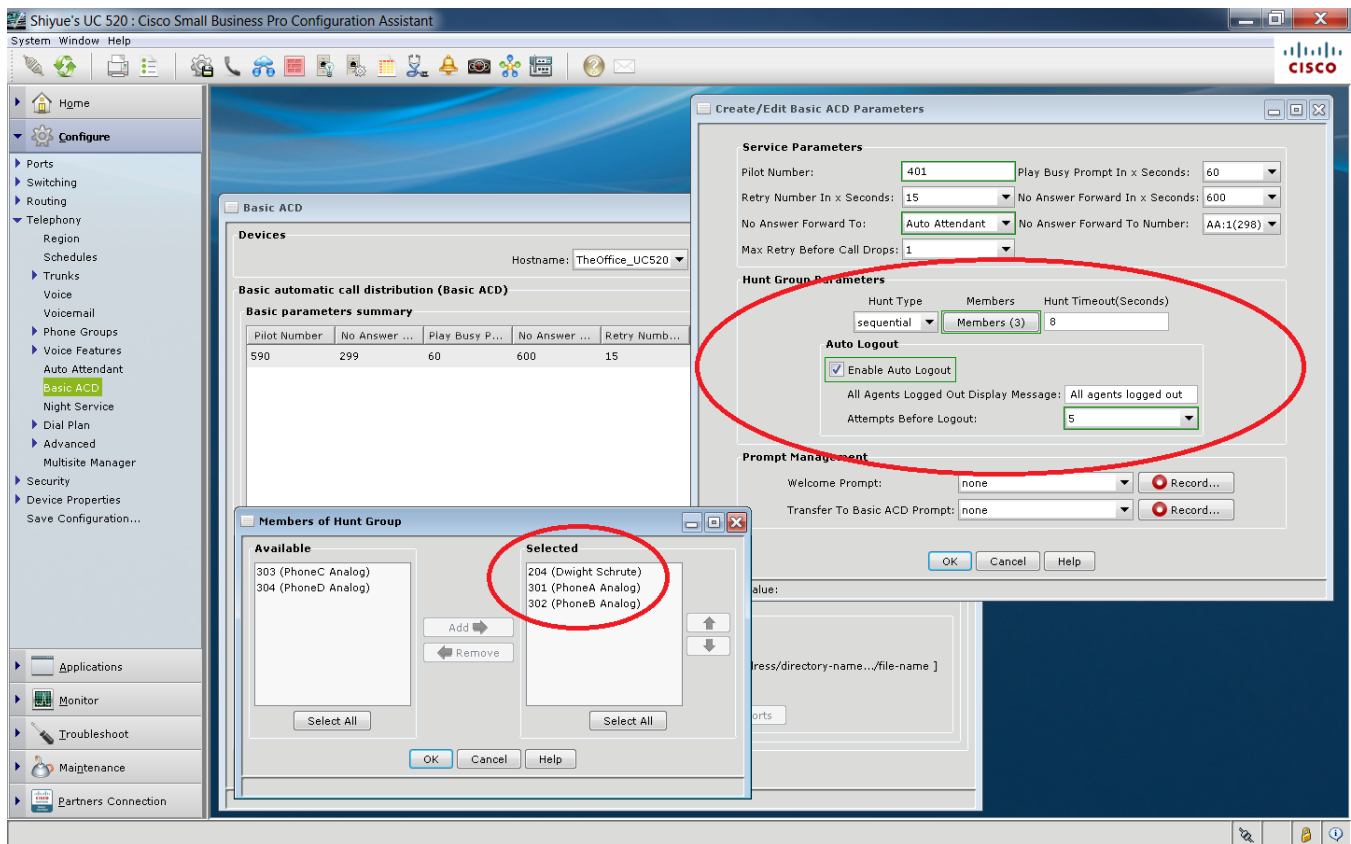 Shiyue's UC 520 : Cisco Small Business Pro Configuration Assistant
System Window Help
CISCO
Home
Configure
Ports
Switching
Routing
Telephony
Region
Schedules
Trunks
Voice
Voicemail
Phone Groups
Voice Features
Auto Attendant
Basic ACD
Night Service
Dial Plan
Advanced
Multisite Manager
Security
Device Properties
Save Configuration...
Applications
Monitor
Troubleshoot
Maintenance
Partners Connection
Basic ACD
Devices
Hostname: TheOffice_UC520
Basic automatic call distribution (Basic ACD)
Basic parameters summary
Pilot Number No Answer ... Play Busy P... No Answer ... Retry Numb...
590 299 60 600 15
Create/Edit Basic ACD Parameters
Service Parameters
Pilot Number: 401 Play Busy Prompt In x Seconds: 60
Retry Number In x Seconds: 15 No Answer Forward In x Seconds: 600
No Answer Forward To: Auto Attendant No Answer Forward To Number: AA:1(298)
Max Retry Before Call Drops: 1
Hunt Group Parameters
Hunt Type Members Hunt Timeout(Seconds)
sequential Members (3) 8
Auto Logout
Enable Auto Logout
All Agents Logged Out Display Message: All agents logged out
Attempts Before Logout: 5
Prompt Management
Welcome Prompt: none Record...
Transfer To Basic ACD Prompt: none Record...
OK Cancel Help
alue:
Members of Hunt Group
Available Selected
303 (PhoneC Analog) 204 (Dwight Schrute)
304 (PhoneD Analog) 301 (PhoneA Analog)
302 (PhoneB Analog)
Add
Remove
Select All Select All
OK Cancel Help
dress/directory-name.../file-name ]
orts